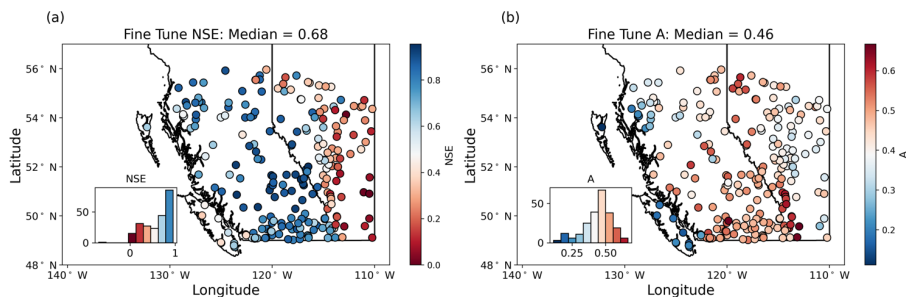 (a)
Fine Tune NSE: Median = 0.68
56° N
54° N
52° N
50° N
48° N
Latitude
140° W
130° W
120° W
110° W
Longitude
NSE
50
0
0
1
0.8
0.6
0.4
0.2
0.0
NSE
(b)
Fine Tune A: Median = 0.46
56° N
54° N
52° N
50° N
48° N
Latitude
140° W
130° W
120° W
110° W
Longitude
A
50
0
0.25
0.50
0.6
0.5
0.4
0.3
0.2
A